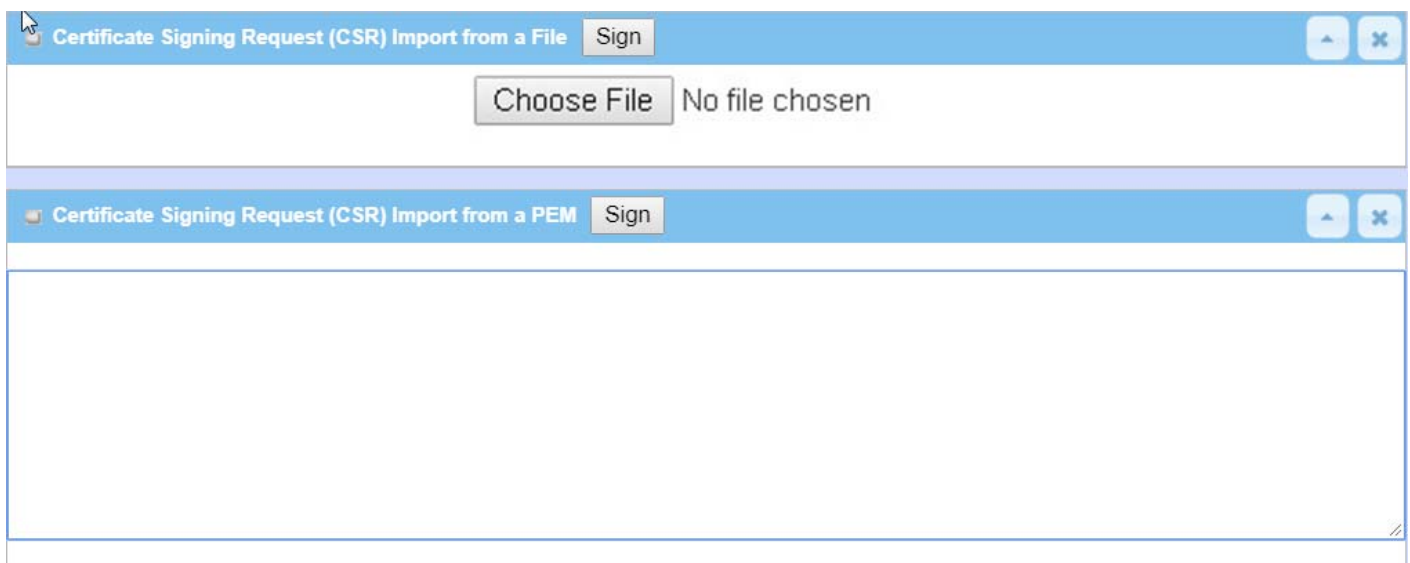 Certificate Signing Request (CSR) Import from a File Sign
Choose File No file chosen
Certificate Signing Request (CSR) Import from a PEM Sign